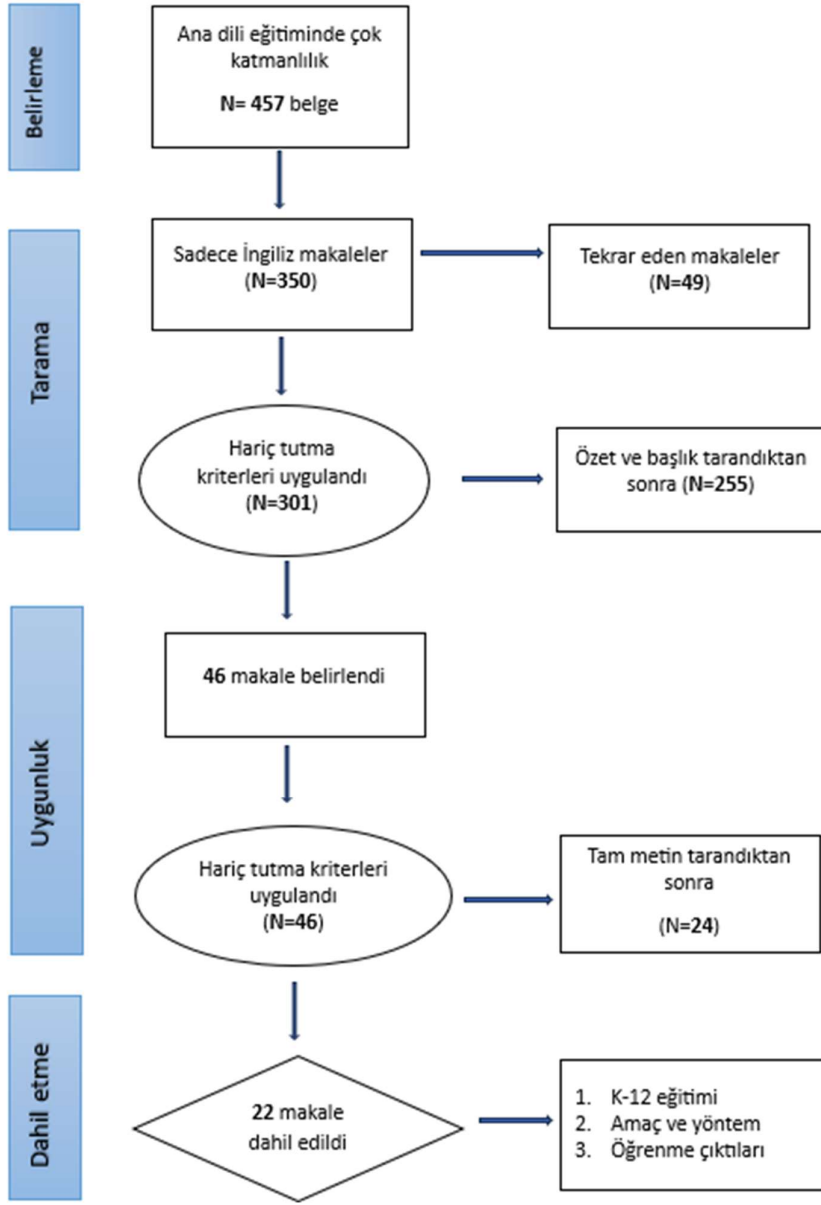 Belirleme
Ana dili eğitiminde çok
katmanlılık
N= 457 belge
Tarama
Sadece İngiliz makaleler
(N=350)
Tekrar eden makaleler
(N=49)
Hariç tutma
kriterleri uygulandı
(N=301)
Özet ve başlık tarandıktan
sonra (N=255)
Uygunluk
46 makale belirlendi
Hariç tutma kriterleri
uygulandı
(N=46)
Tam metin tarandıktan
sonra
(N=24)
Dahil etme
22 makale
dahil edildi
1. K-12 eğitimi
2. Amaç ve yöntem
3. Öğrenme çıktıları